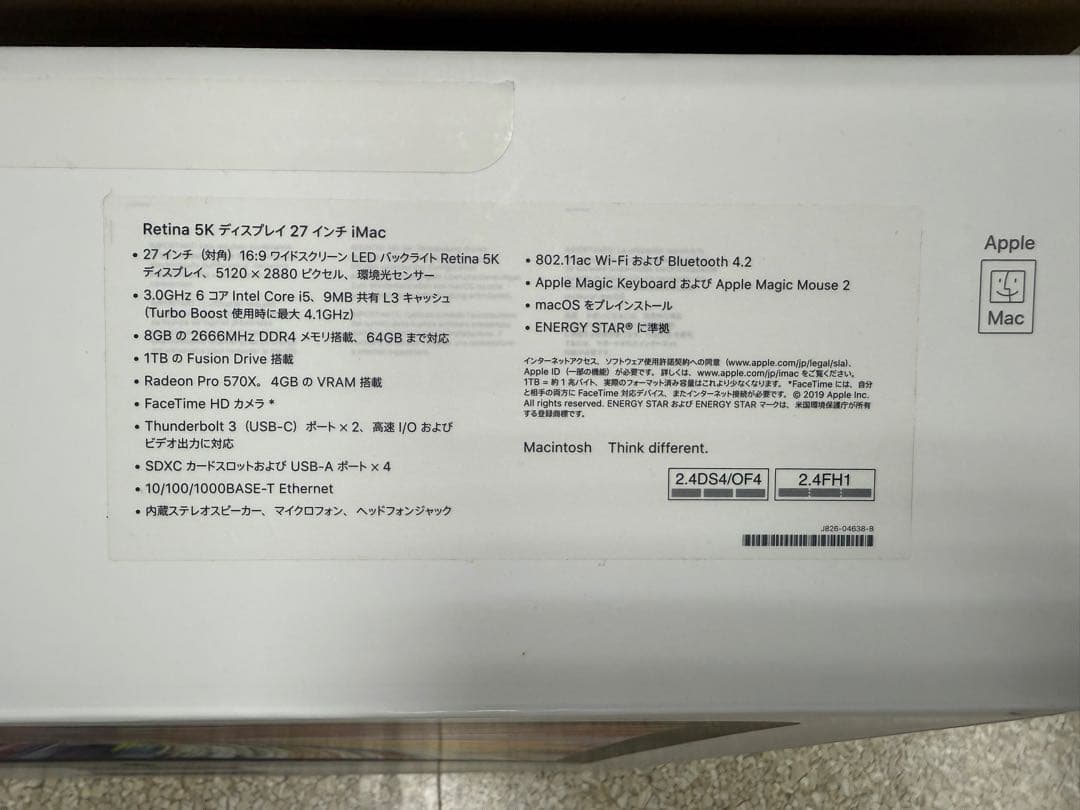 Retina 5K ディスプレイ 27 インチ iMac
• 27 インチ（対角）16:9 ワイドスクリーン LED バックライト Retina 5K
ディスプレイ、5120 × 2880 ピクセル、環境光センサー
• 3.0GHz 6 コア Intel Core i5、9MB 共有 L3 キャッシュ
(Turbo Boost 使用時に最大 4.1GHz)
• 8GB の 2666MHz DDR4 メモリ搭載、64GB まで対応
• 1TB の Fusion Drive 搭載
• Radeon Pro 570X。4GB の VRAM 搭載
• FaceTime HD カメラ *
• Thunderbolt 3（USB-C）ポート × 2、高速 I/O および
ビデオ出力に対応
• SDXC カードスロットおよび USB-A ポート × 4
• 10/100/1000BASE-T Ethernet
• 内蔵ステレオスピーカー、マイクロフォン、ヘッドフォンジャック
• 802.11ac Wi-Fi および Bluetooth 4.2
• Apple Magic Keyboard および Apple Magic Mouse 2
• macOS をプレインストール
• ENERGY STAR® に準拠
インターネットアクセス、ソフトウェア使用許諾契約への同意（www.apple.com/jp/legal/sla)、
Apple ID（一部の機能）が必要です。詳しくは、www.apple.com/jp/imac をご覧ください。
1TB = 約 1 兆バイト、実際のフォーマット済み容量はこれより少なくなります。*FaceTime には、自分
と相手の両方に FaceTime 対応デバイス、またインターネット接続が必要です。© 2019 Apple Inc.
All rights reserved. ENERGY STAR および ENERGY STAR マークは、米国環境保護庁が所有
する登録商標です。
Macintosh Think different.
2.4DS4/OF4
2.4FH1
J826-04638-B
Apple
Mac